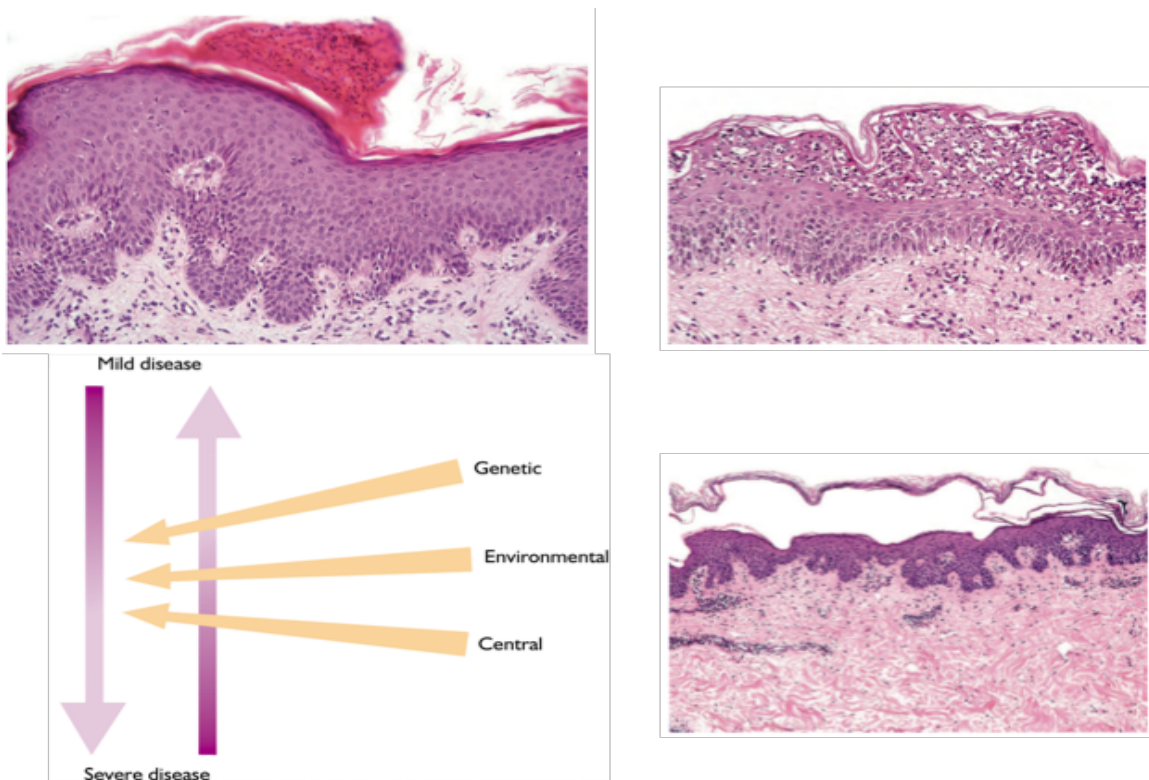 Mild disease
Genetic
Environmental
Central
Severe disease